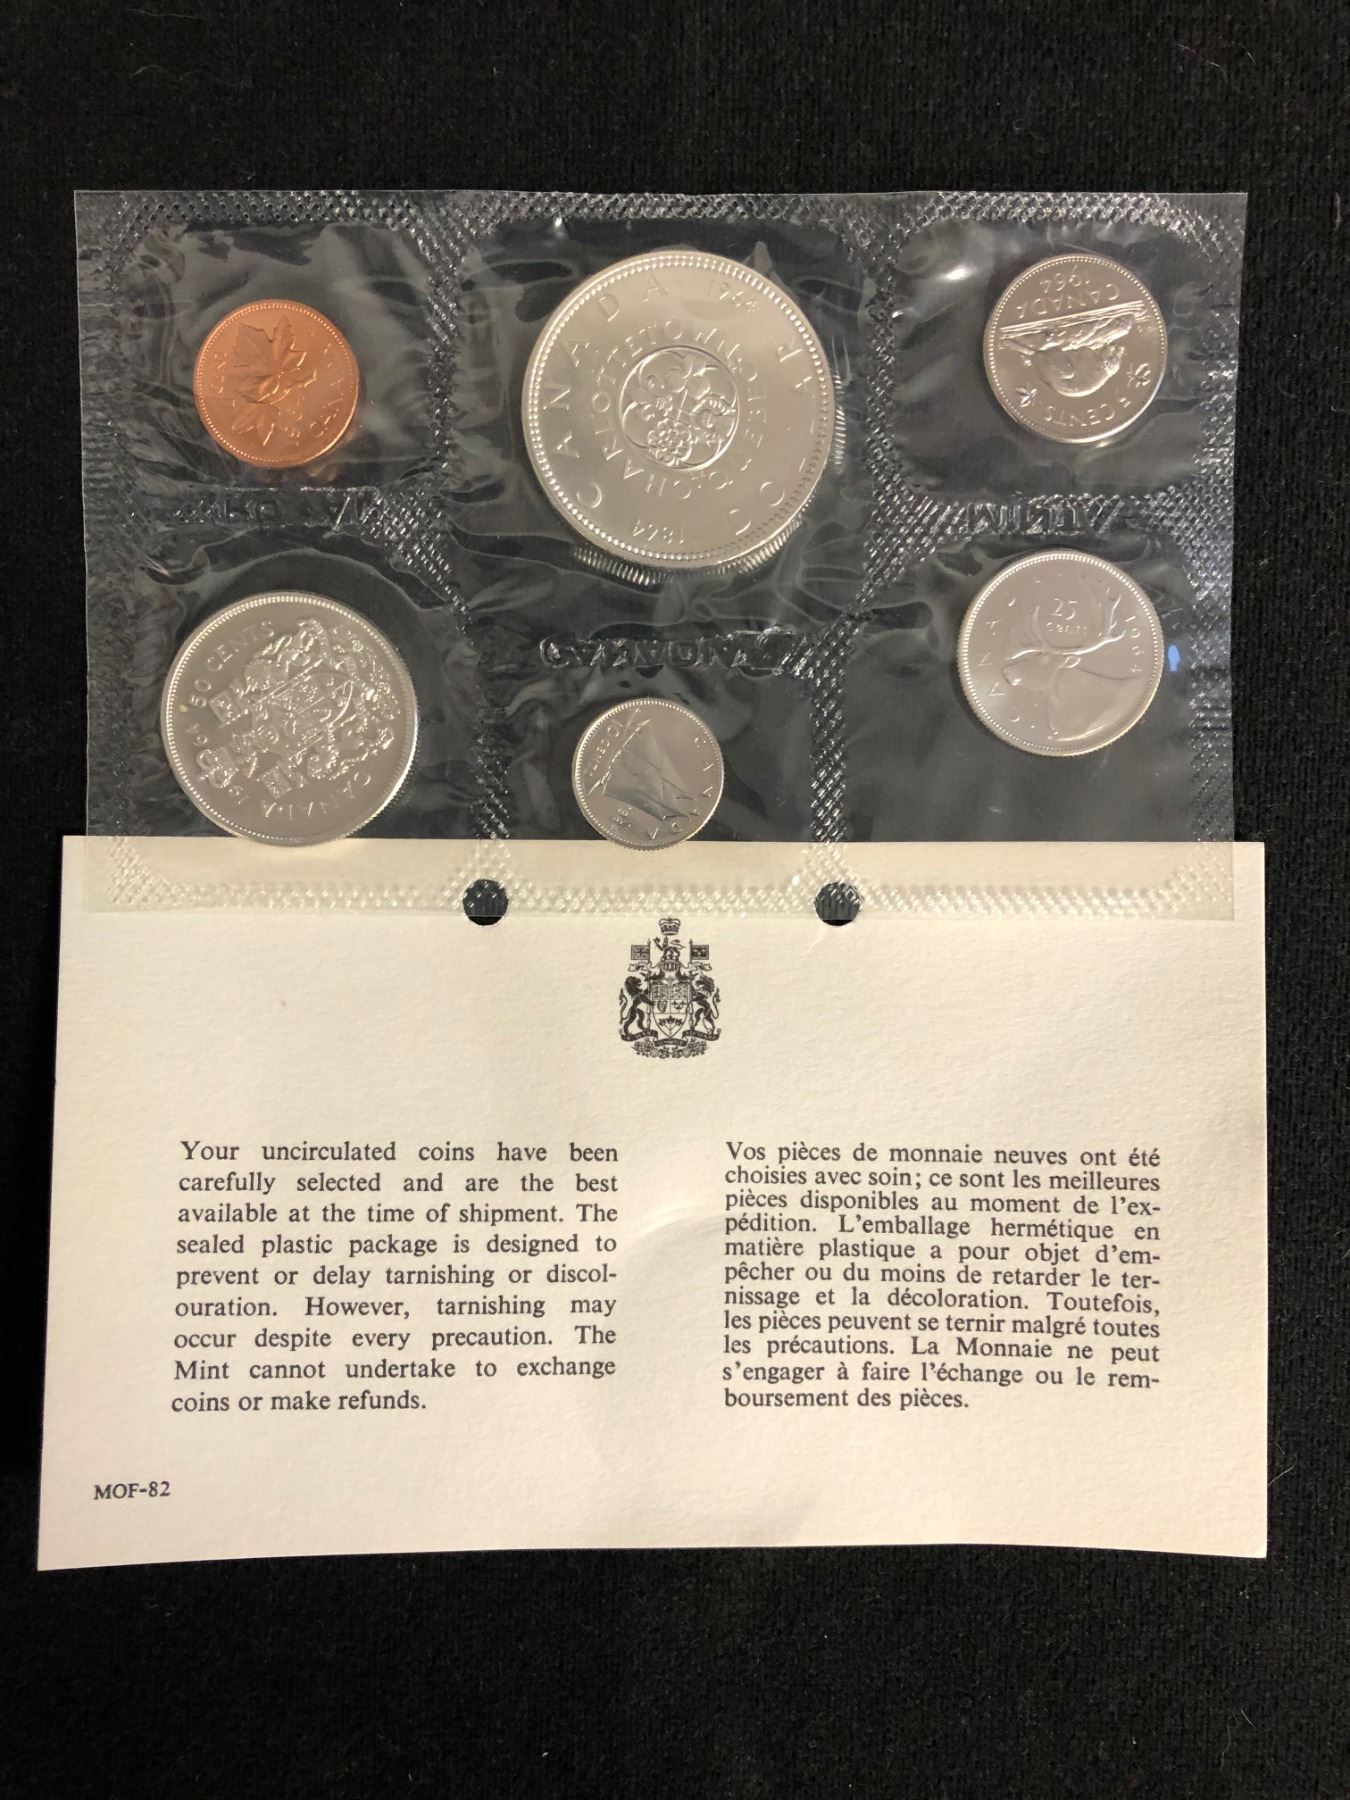 CANADA 1964
CHARLOTTETOWN QUÉBEC
1864
5 CENTS
CANADA
1964
50 CENTS
CANADA
25
CENTS
1964
CANADA
Your uncirculated coins have been
carefully selected and are the best
available at the time of shipment. The
sealed plastic package is designed to
prevent or delay tarnishing or discol-
ouration. However, tarnishing may
occur despite every precaution. The
Mint cannot undertake to exchange
coins or make refunds.
MOF-82
Vos pièces de monnaie neuves ont été
choisies avec soin; ce sont les meilleures
pièces disponibles au moment de l'ex-
pédition. L'emballage hermétique en
matière plastique a pour objet d'em-
pêcher ou du moins de retarder le ter-
nissage et la décoloration. Toutefois,
les pièces peuvent se ternir malgré toutes
les précautions. La Monnaie ne peut
s'engager à faire l'échange ou le rem-
boursement des pièces.